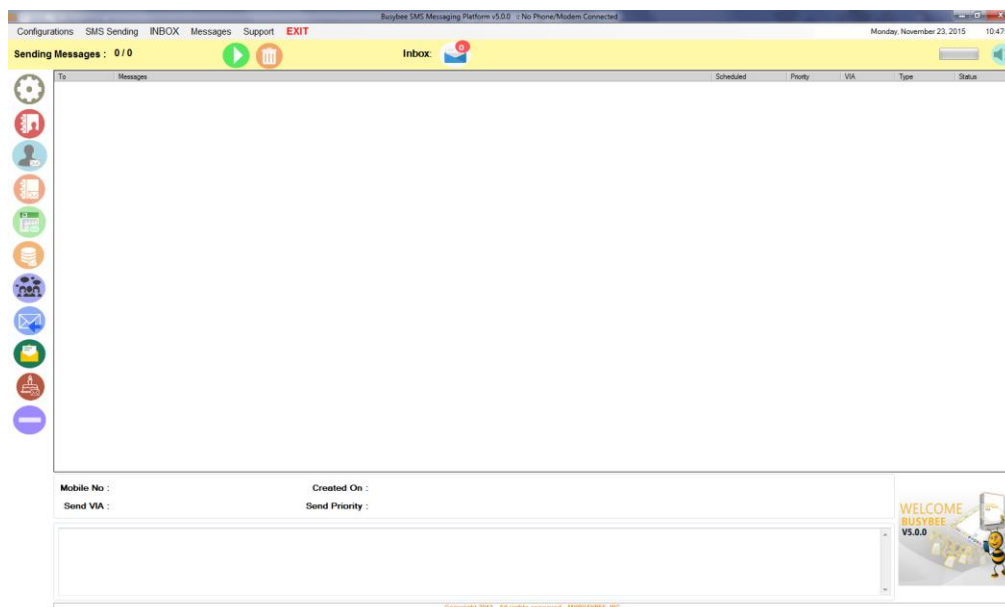 Busybee SMS Messaging Platform v5.0.0 :: No Phone/Modem Connected
Configurations SMS Sending INBOX Messages Support EXIT Monday, November 23, 2015 10:47
Sending Messages : 0 / 0 Inbox: 0
To Messages Scheduled Priority VIA Type Status
Mobile No : Created On :
Send VIA : Send Priority :
WELCOME
BUSYBEE
V5.0.0